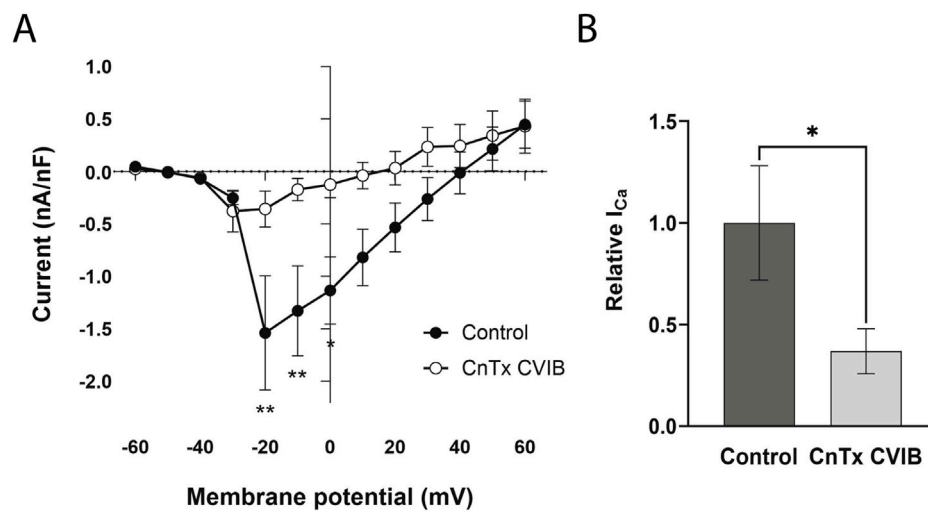 A
1.0
0.5
0.0
-0.5
-1.0
-1.5
-2.0
Current (nA/nF)
-60 -40 -20 0 20 40 60
Membrane potential (mV)
** ** *
Control
CnTx CVIB
B
1.5
1.0
0.5
0.0
Relative ICa
*
Control CnTx CVIB